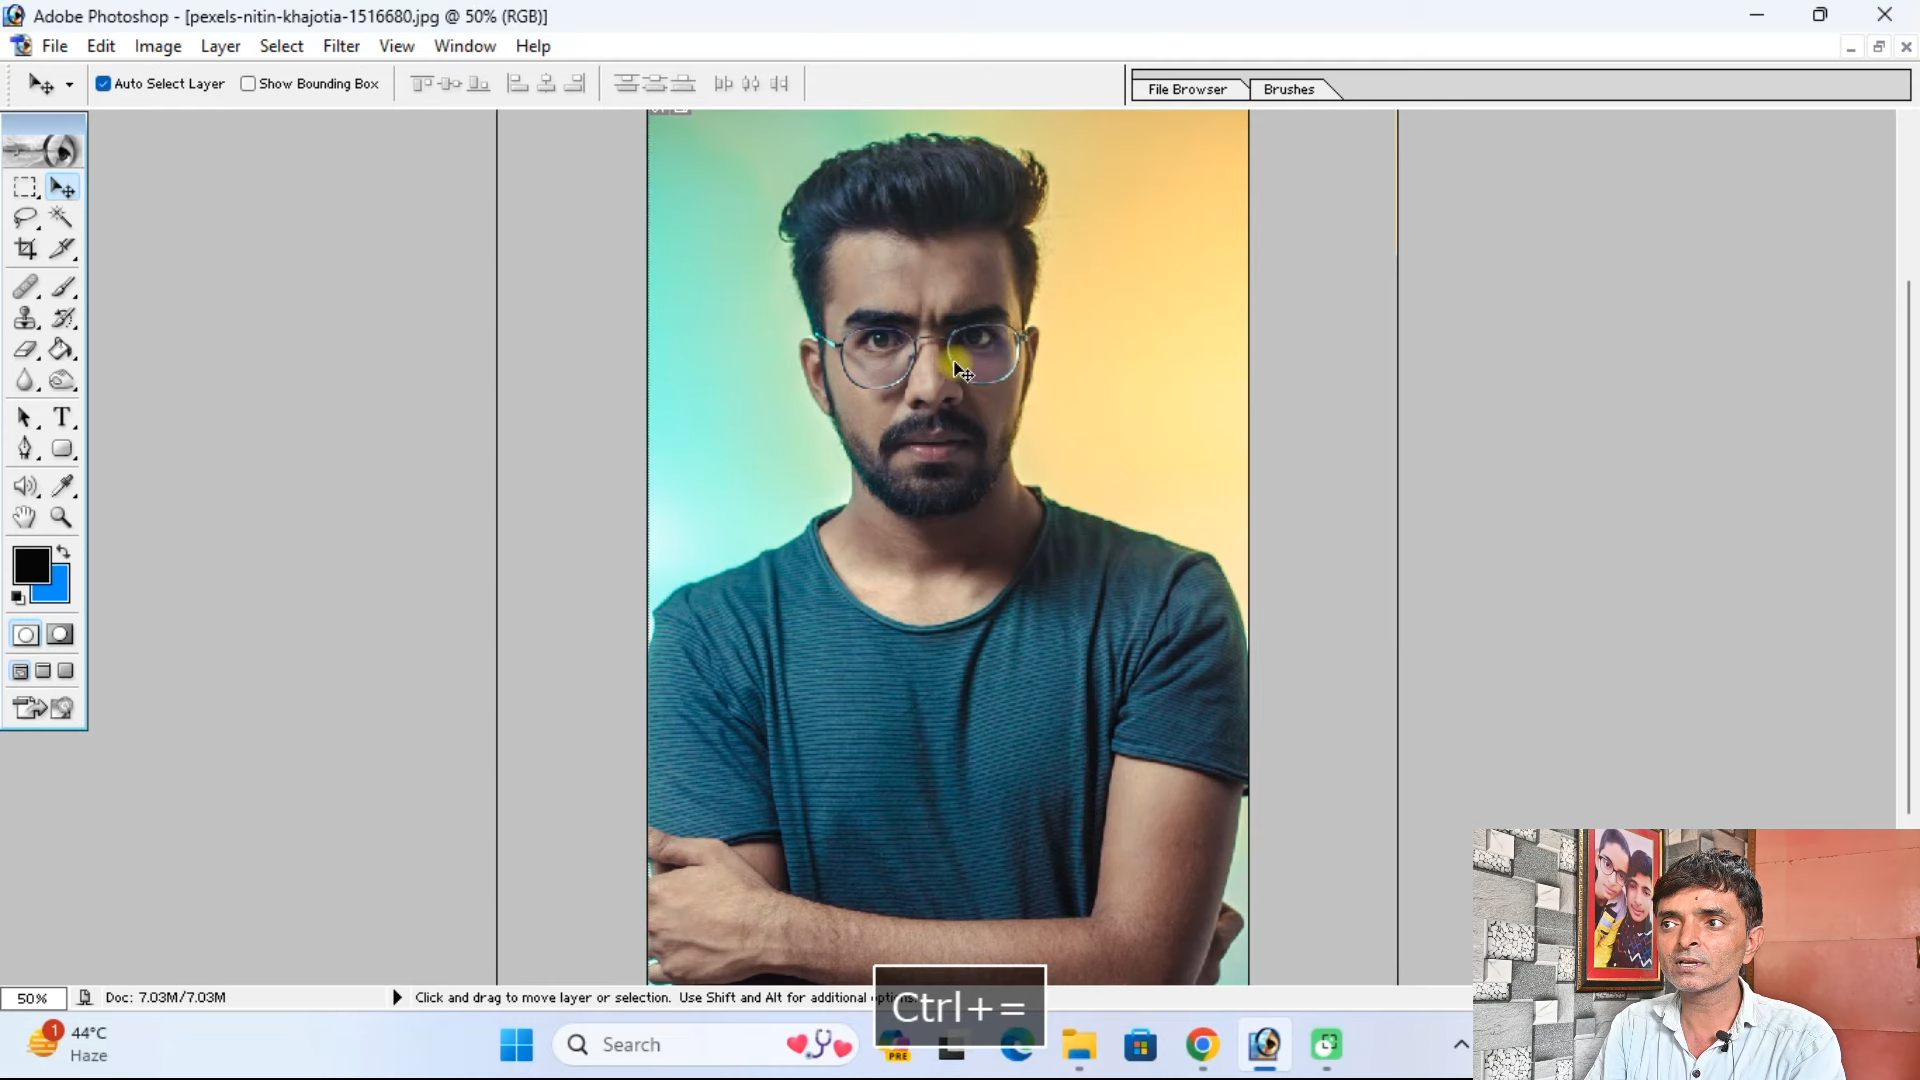 Adobe Photoshop - [pexels-nitin-khajotia-1516680.jpg @ 50% (RGB)]
File Edit Image Layer Select Filter View Window Help
Auto Select Layer Show Bounding Box
File Browser Brushes
T
50% Doc: 7.03M/7.03M Click and drag to move layer or selection. Use Shift and Alt for additional
Ctrl+=
1 44°C
Haze
Search
PRE